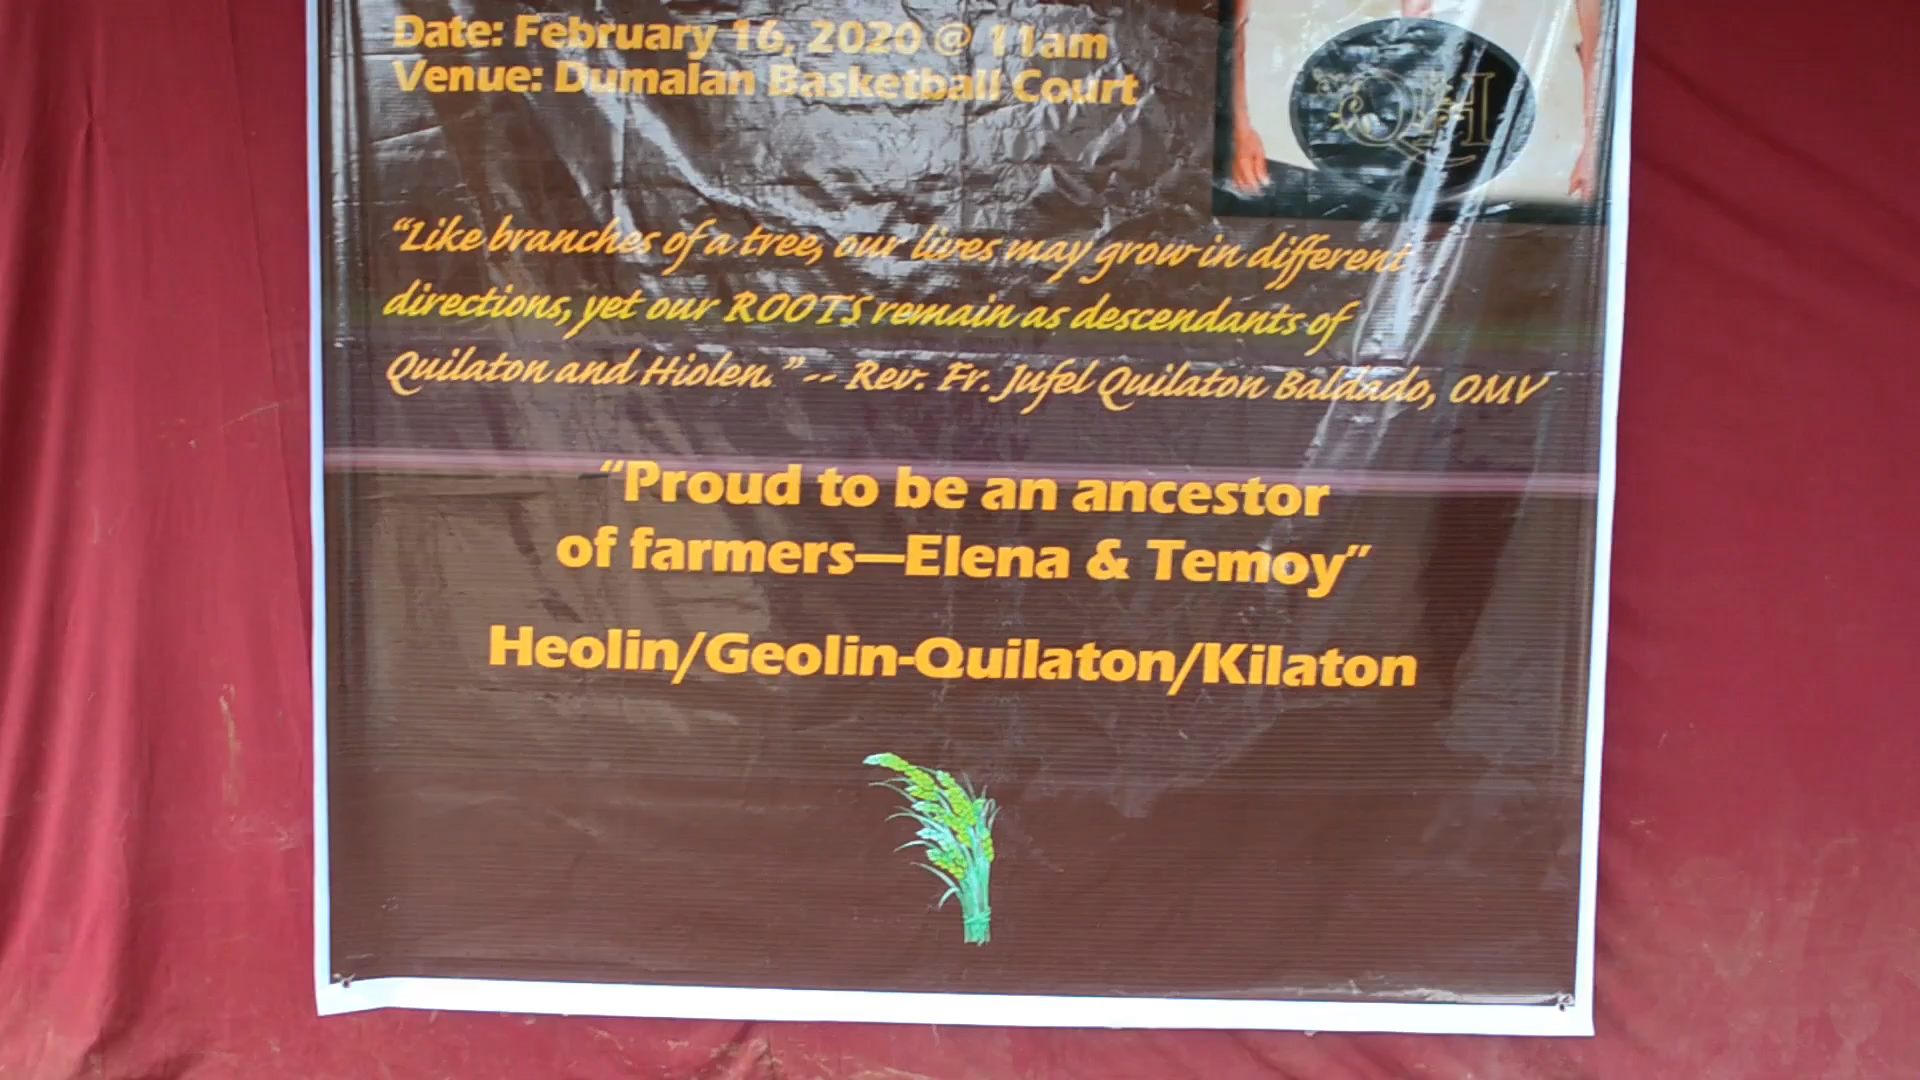 Date: February 16, 2020 @ 11am
Venue: Dumalan Basketball Court
QH
“Like branches of a tree, our lives may grow in different
directions, yet our ROOTS remain as descendants of
Quilaton and Hiolen.” -- Rev. Fr. Jufel Quilaton Baldado, OMV
“Proud to be an ancestor
of farmers—Elena & Temoy”
Heolin/Geolin-Quilaton/Kilaton